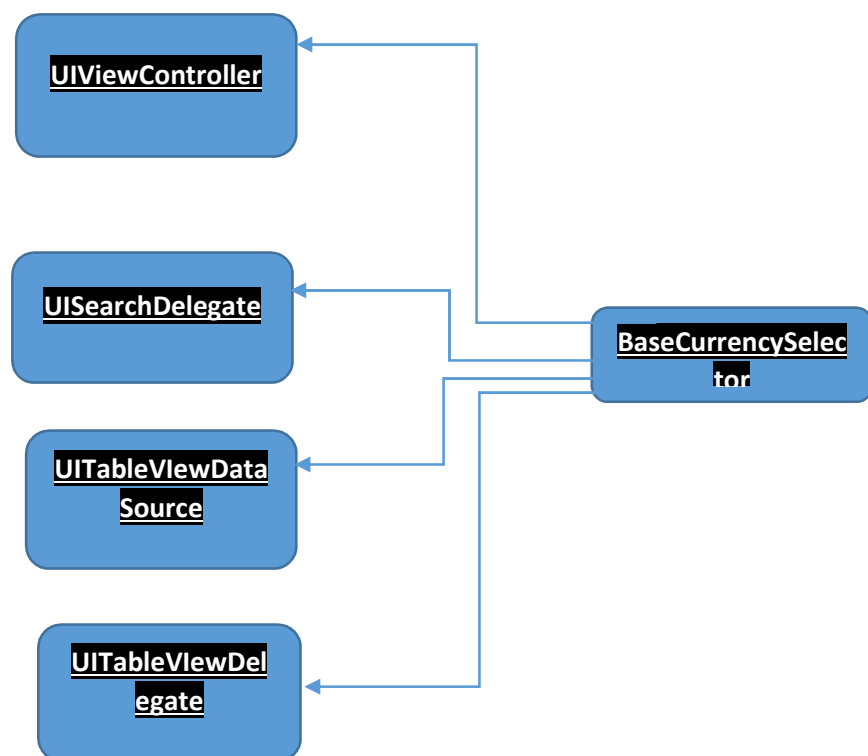 UIViewController
UISearchDelegate
BaseCurrencySelec
tor
UITableVIewData
Source
UITableVIewDel
egate